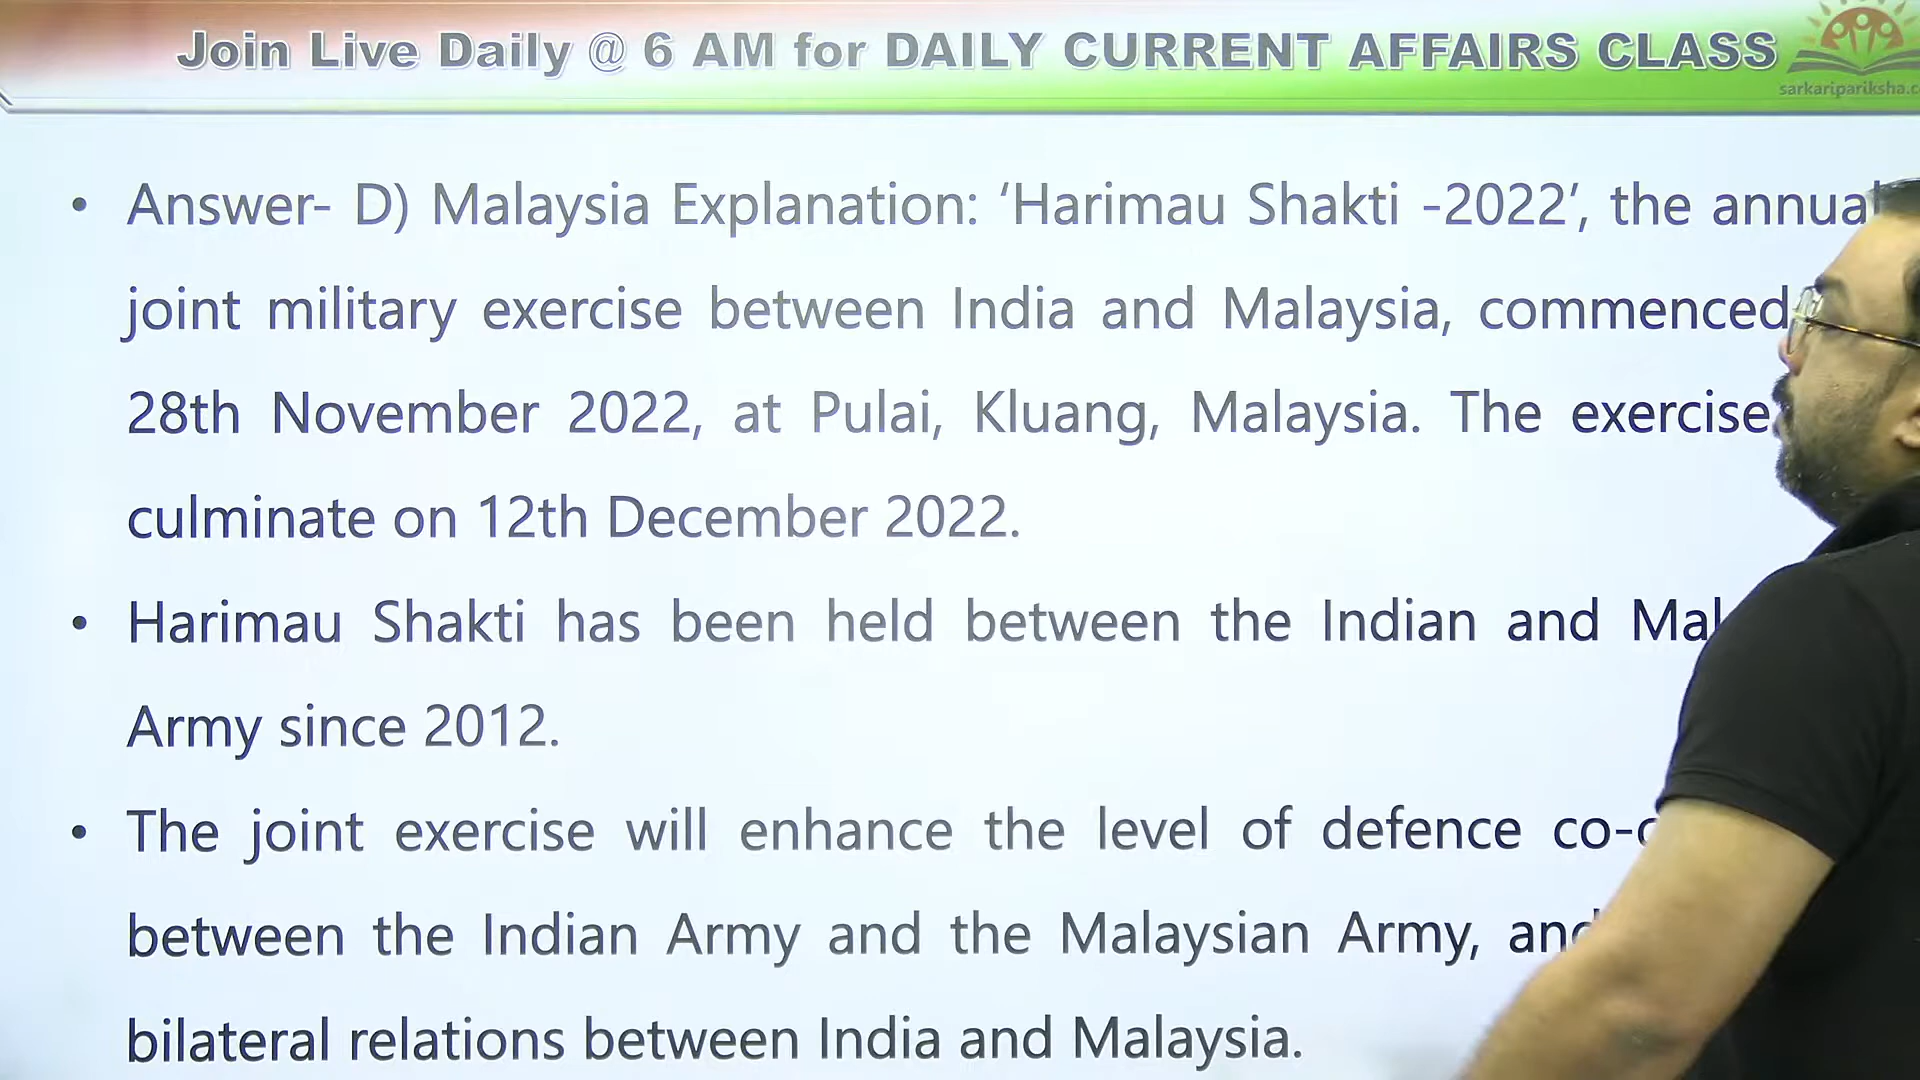 Join Live Daily @ 6 AM for DAILY CURRENT AFFAIRS CLASS
sarkaripariksha.c
• Answer- D) Malaysia Explanation: ‘Harimau Shakti -2022’, the annual
joint military exercise between India and Malaysia, commenced
28th November 2022, at Pulai, Kluang, Malaysia. The exercise
culminate on 12th December 2022.
• Harimau Shakti has been held between the Indian and
Army since 2012.
• The joint exercise will enhance the level of defence
between the Indian Army and the Malaysian Army, and
bilateral relations between India and Malaysia.